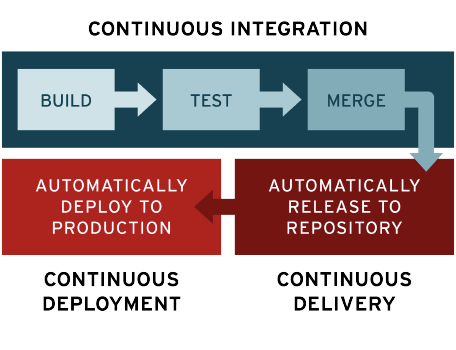 CONTINUOUS INTEGRATION
BUILD
TEST
MERGE
AUTOMATICALLY
DEPLOY TO
PRODUCTION
AUTOMATICALLY
RELEASE TO
REPOSITORY
CONTINUOUS
DEPLOYMENT
CONTINUOUS
DELIVERY